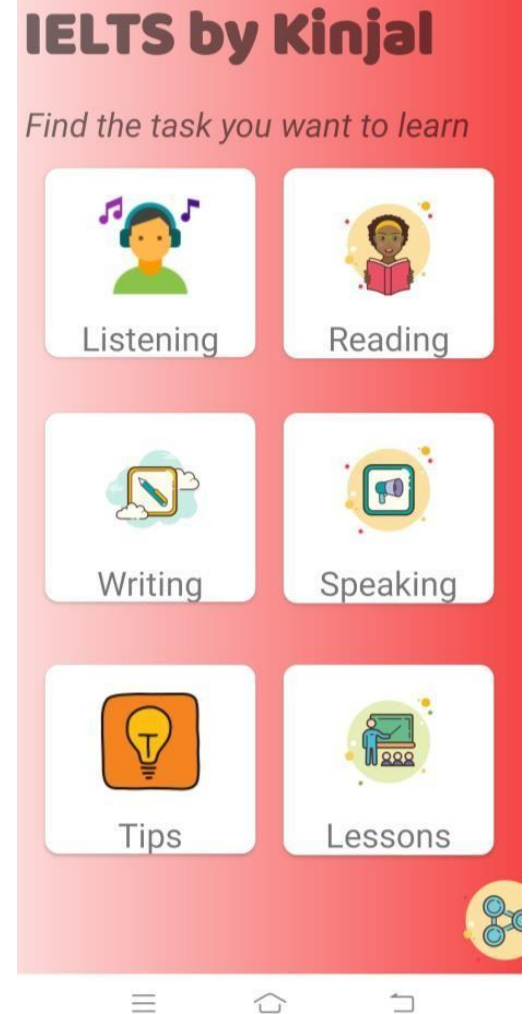 IELTS by Kinjal
Find the task you want to learn
Listening
Reading
Writing
Speaking
Tips
Lessons